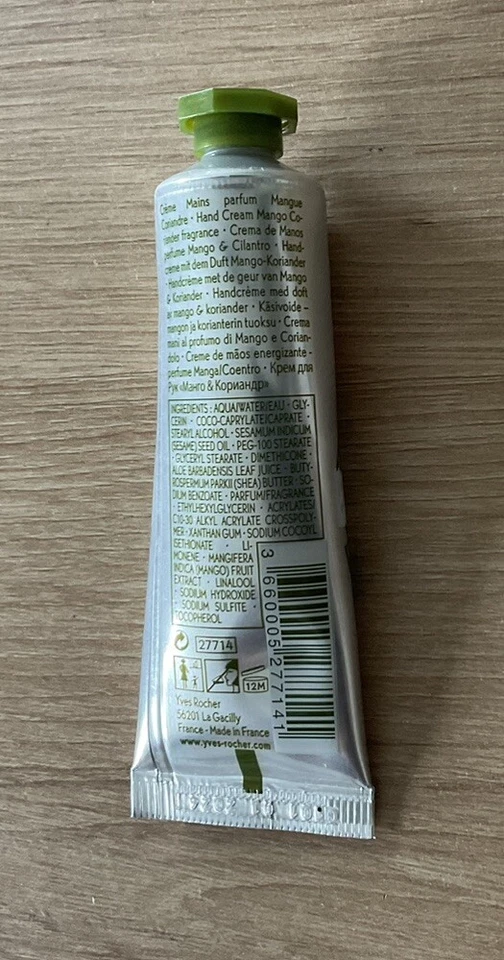 Crème Mains parfum Mangue
Coriandre • Hand Cream Mango Co-
riander fragrance • Crema de Manos
perfume Mango & Cilantro • Hand-
creme mit dem Duft Mango-Koriander
• Handcrème met de geur van Mango
& Koriander • Handcrème med doft
av mango & koriander • Käsivoide –
mangon ja korianterin tuoksu • Crema
mani al profumo di Mango e Corian-
dolo • Creme de mãos energizante -
perfume Manga/Coentro • Крем для
Рук «Манго & Кориандр»
INGREDIENTS : AQUA/WATER/EAU • GLY-
CERIN • COCO-CAPRYLATE/CAPRATE •
STEARYL ALCOHOL • SESAMUM INDICUM
(SESAME) SEED OIL • PEG-100 STEARATE
• GLYCERYL STEARATE • DIMETHICONE •
ALOE BARBADENSIS LEAF JUICE • BUTY-
ROSPERMUM PARKII (SHEA) BUTTER • SO-
DIUM BENZOATE • PARFUM/FRAGRANCE
• ETHYLHEXYLGLYCERIN • ACRYLATES/
C10-30 ALKYL ACRYLATE CROSSPOLY-
MER • XANTHAN GUM • SODIUM COCOYL
ISETHIONATE • LI-
MONENE • MANGIFERA
INDICA (MANGO) FRUIT
EXTRACT • LINALOOL
• SODIUM HYDROXIDE
• SODIUM SULFITE •
TOCOPHEROL
3 660005 277141
27714
12M
Yves Rocher
56201 La Gacilly
France - Made in France
www.yves-rocher.com